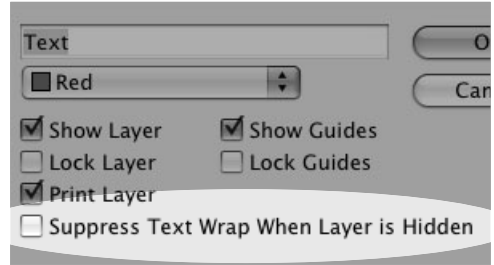 Text
Red
Show Layer Show Guides
Lock Layer Lock Guides
Print Layer
Suppress Text Wrap When Layer is Hidden